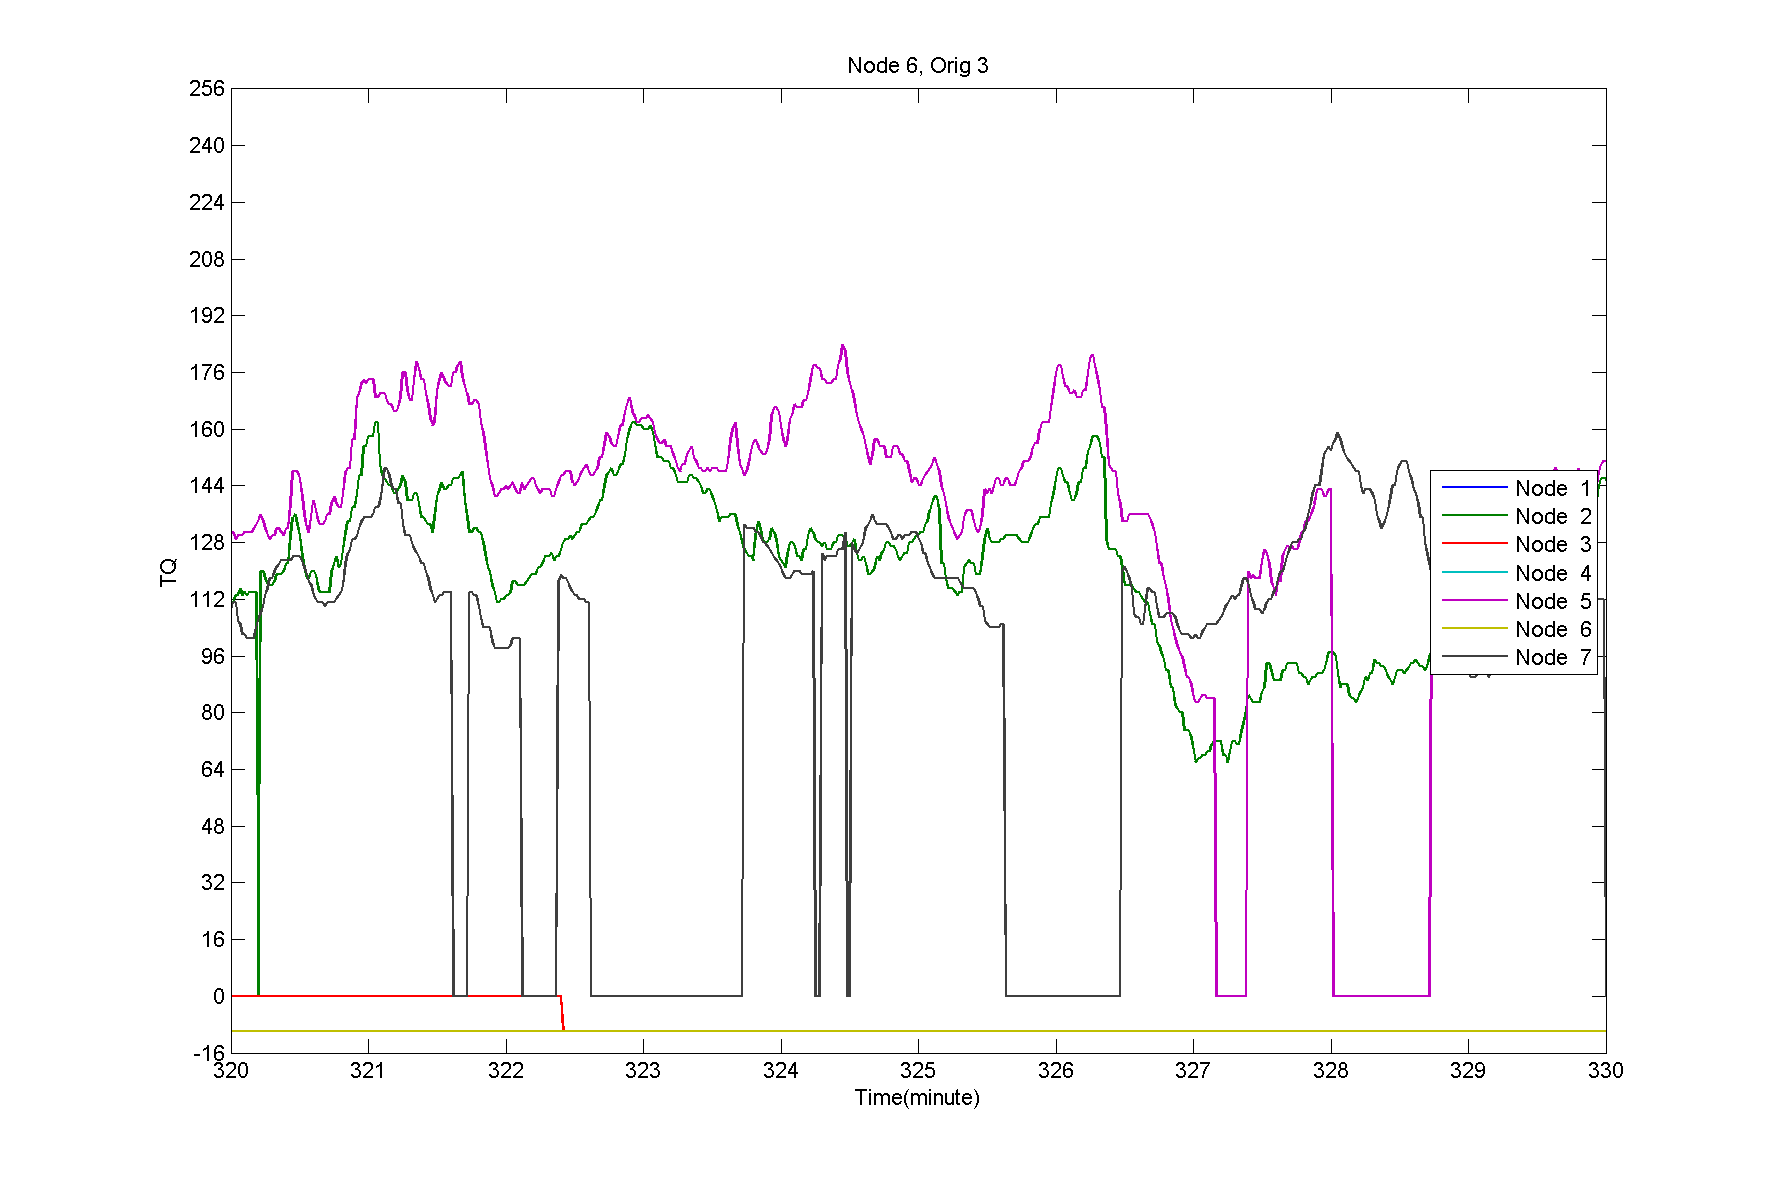 Node 6, Orig 3
256
240
224
208
192
176
160
144
128
112
96
80
64
48
32
16
0
-16
TQ
Node 1
Node 2
Node 3
Node 4
Node 5
Node 6
Node 7
320 321 322 323 324 325 326 327 328 329 330
Time(minute)